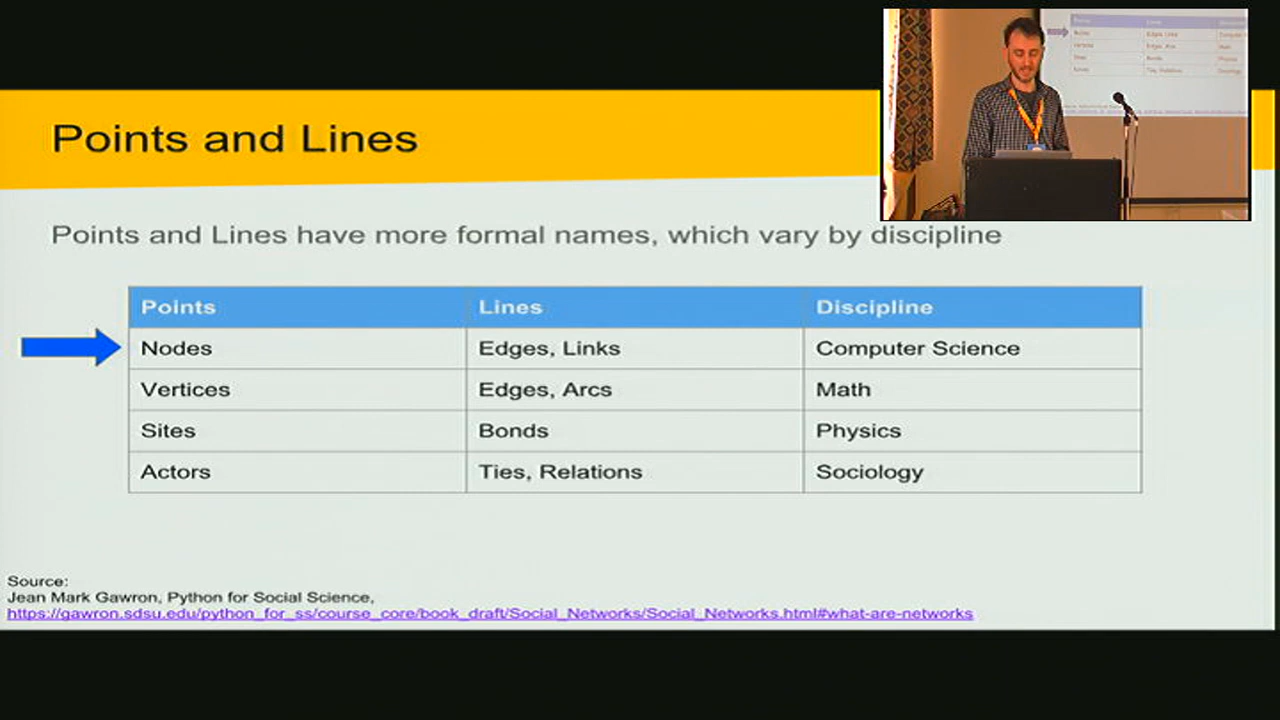 Points and Lines
Points and Lines have more formal names, which vary by discipline
Points Lines Discipline
Nodes Edges, Links Computer Science
Vertices Edges, Arcs Math
Sites Bonds Physics
Actors Ties, Relations Sociology
Source:
Jean Mark Gawron, Python for Social Science,
https://gawron.sdsu.edu/python_for_ss/course_core/book_draft/Social_Networks/Social_Networks.html#what-are-networks